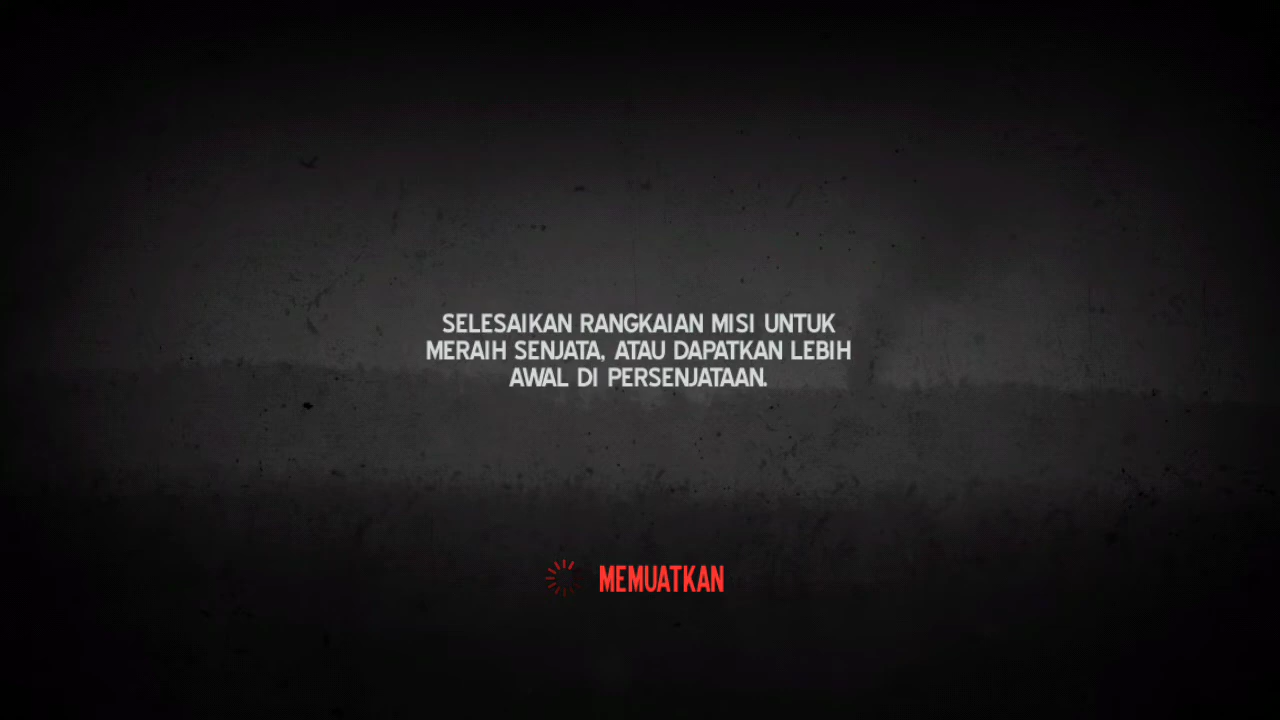 SELESAIKAN RANGKAIAN MISI UNTUK
MERAIH SENJATA, ATAU DAPATKAN LEBIH
AWAL DI PERSENJATAAN.
MEMUATKAN